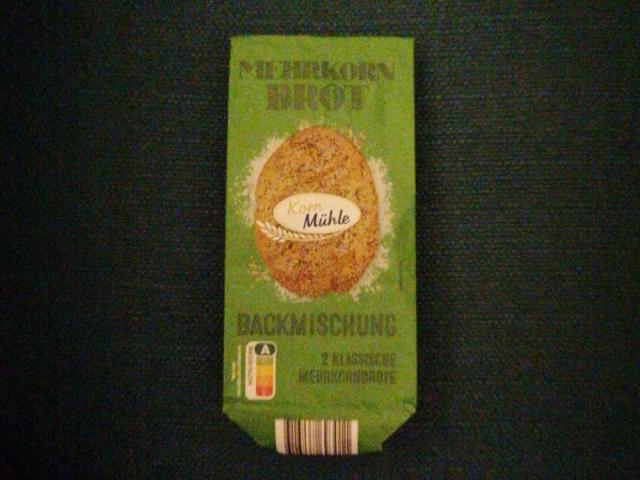 MEHRKORN
BROT
Korn
Mühle
BACKMISCHUNG
A
2 KLASSISCHE
MEHRKORNBROTE